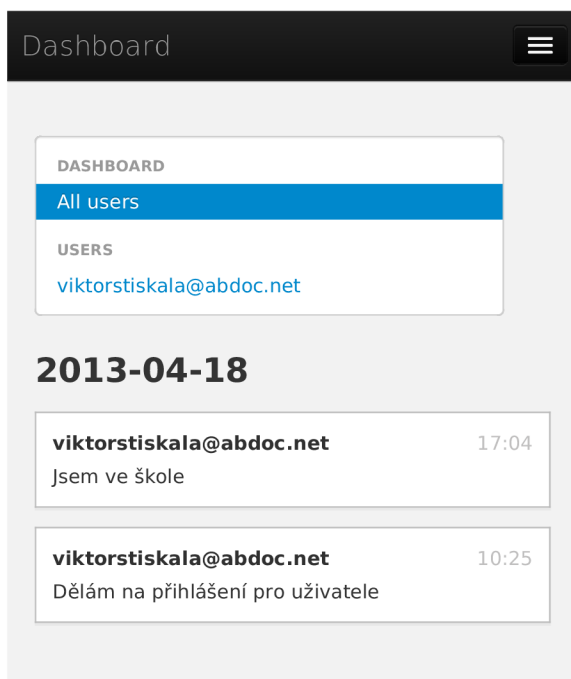 Dashboard
DASHBOARD
All users
USERS
viktorstiskala@abdoc.net
2013-04-18
viktorstiskala@abdoc.net 17:04
Jsem ve škole
viktorstiskala@abdoc.net 10:25
Dělám na přihlášení pro uživatele